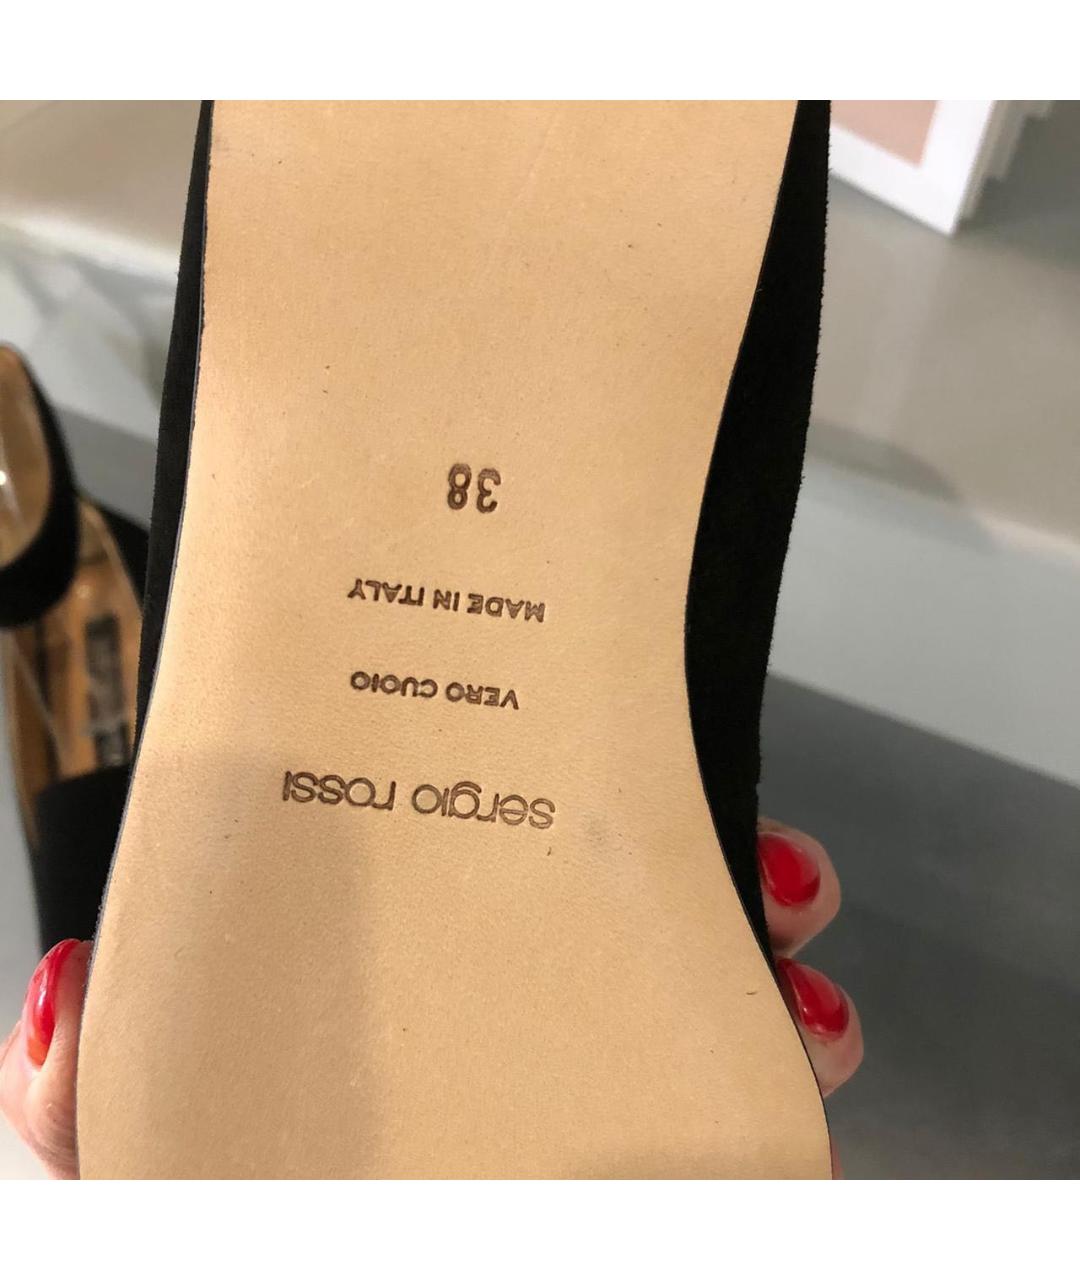 sergio rossi
VERO CUOIO
MADE IN ITALY
38